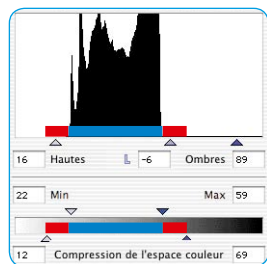 16 Hautes L -6 Ombres 89
22 Min Max 59
12 Compression de l'espace couleur 69